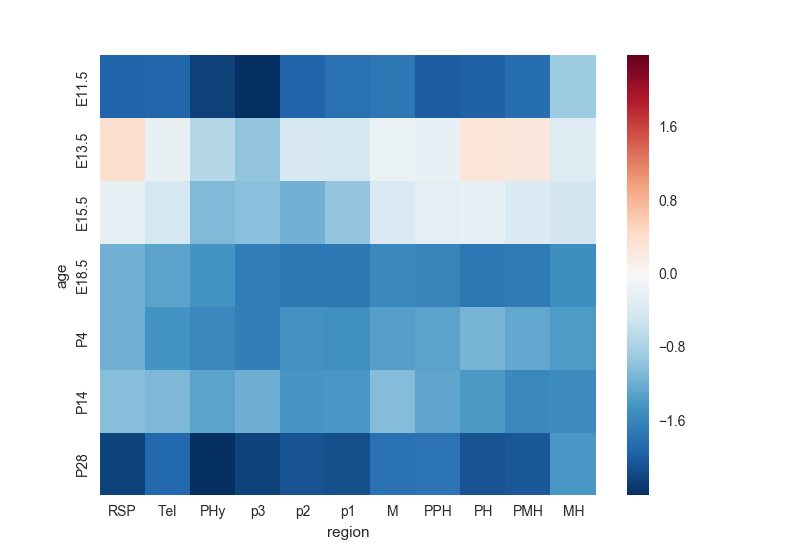 E11.5
E13.5
E15.5
E18.5
P4
P14
P28
age
RSP Tel PHy p3 p2 p1 M PPH PH PMH MH
region
1.6
0.8
0.0
−0.8
−1.6